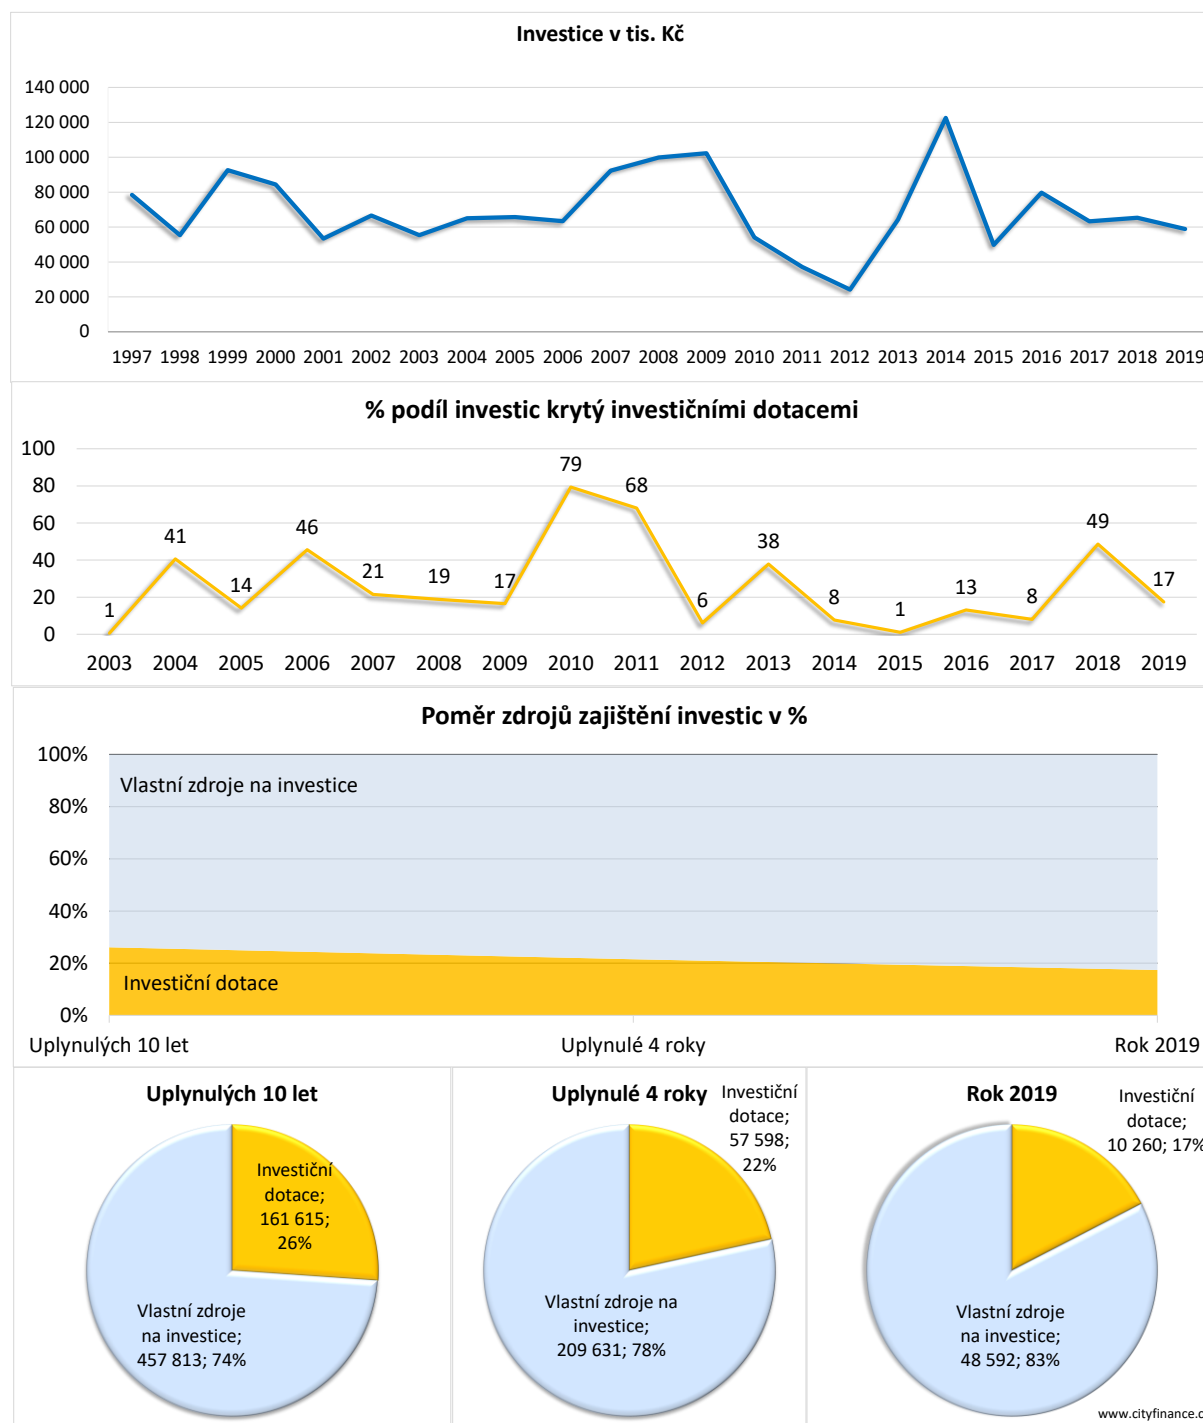 Investice v tis. Kč
140 000
120 000
100 000
80 000
60 000
40 000
20 000
0
1997 1998 1999 2000 2001 2002 2003 2004 2005 2006 2007 2008 2009 2010 2011 2012 2013 2014 2015 2016 2017 2018 2019
% podíl investic krytý investičními dotacemi
100
80
60
40
20
0
1 41 14 46 21 19 17 79 68 6 38 8 1 13 8 49 17
2003 2004 2005 2006 2007 2008 2009 2010 2011 2012 2013 2014 2015 2016 2017 2018 2019
Poměr zdrojů zajištění investic v %
100%
80%
60%
40%
20%
0%
Vlastní zdroje na investice
Investiční dotace
Uplynulých 10 let Uplynulé 4 roky Rok 2019
Uplynulých 10 let
Investiční
dotace;
161 615;
26%
Vlastní zdroje
na investice;
457 813; 74%
Uplynulé 4 roky
Investiční
dotace;
57 598;
22%
Vlastní zdroje na
investice;
209 631; 78%
Rok 2019
Investiční
dotace;
10 260; 17%
Vlastní zdroje
na investice;
48 592; 83%
www.cityfinance.c